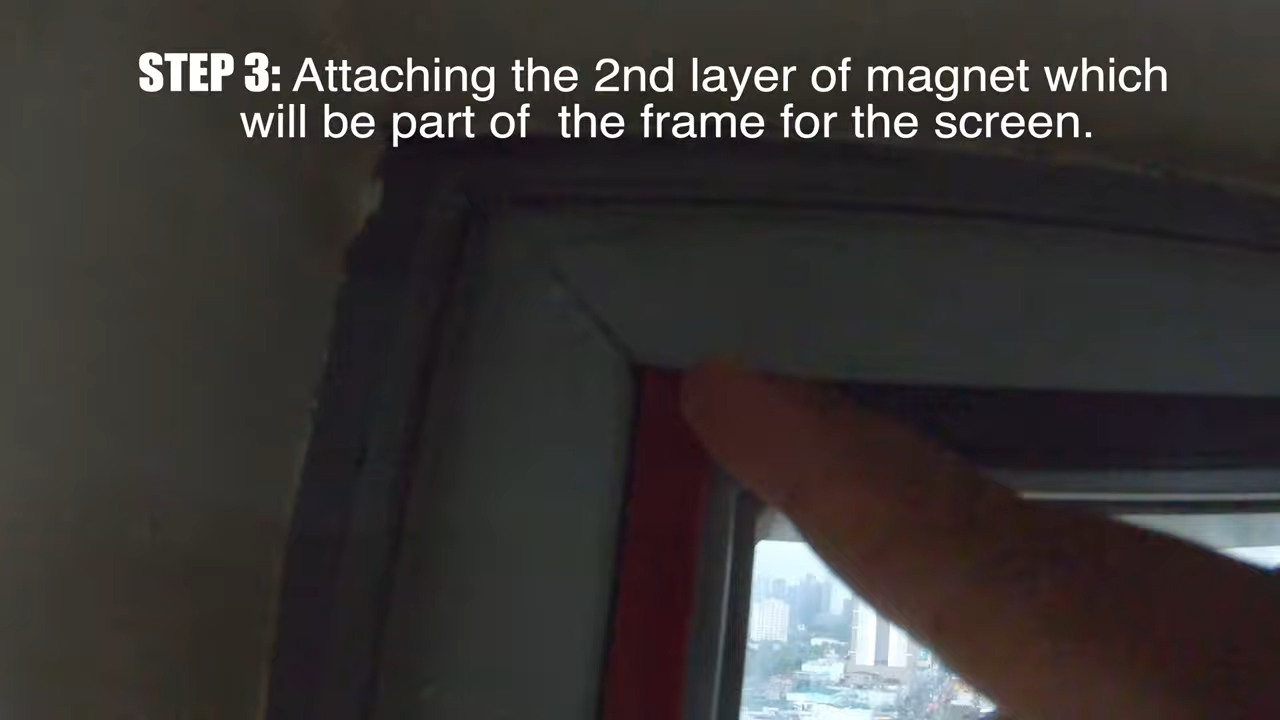 STEP 3: Attaching the 2nd layer of magnet which
will be part of  the frame for the screen.